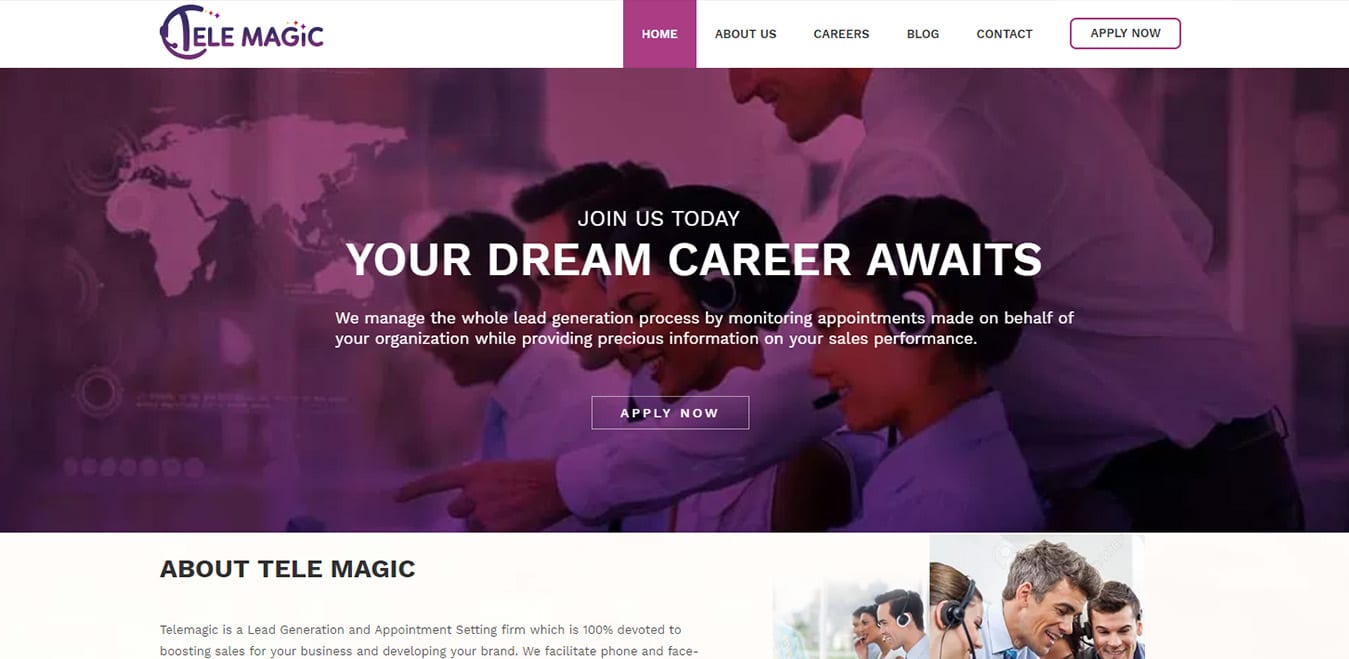 TELE MAGIC
HOME
ABOUT US
CAREERS
BLOG
CONTACT
APPLY NOW
JOIN US TODAY
YOUR DREAM CAREER AWAITS
We manage the whole lead generation process by monitoring appointments made on behalf of
your organization while providing precious information on your sales performance.
APPLY NOW
ABOUT TELE MAGIC
Telemagic is a Lead Generation and Appointment Setting firm which is 100% devoted to
boosting sales for your business and developing your brand. We facilitate phone and face-